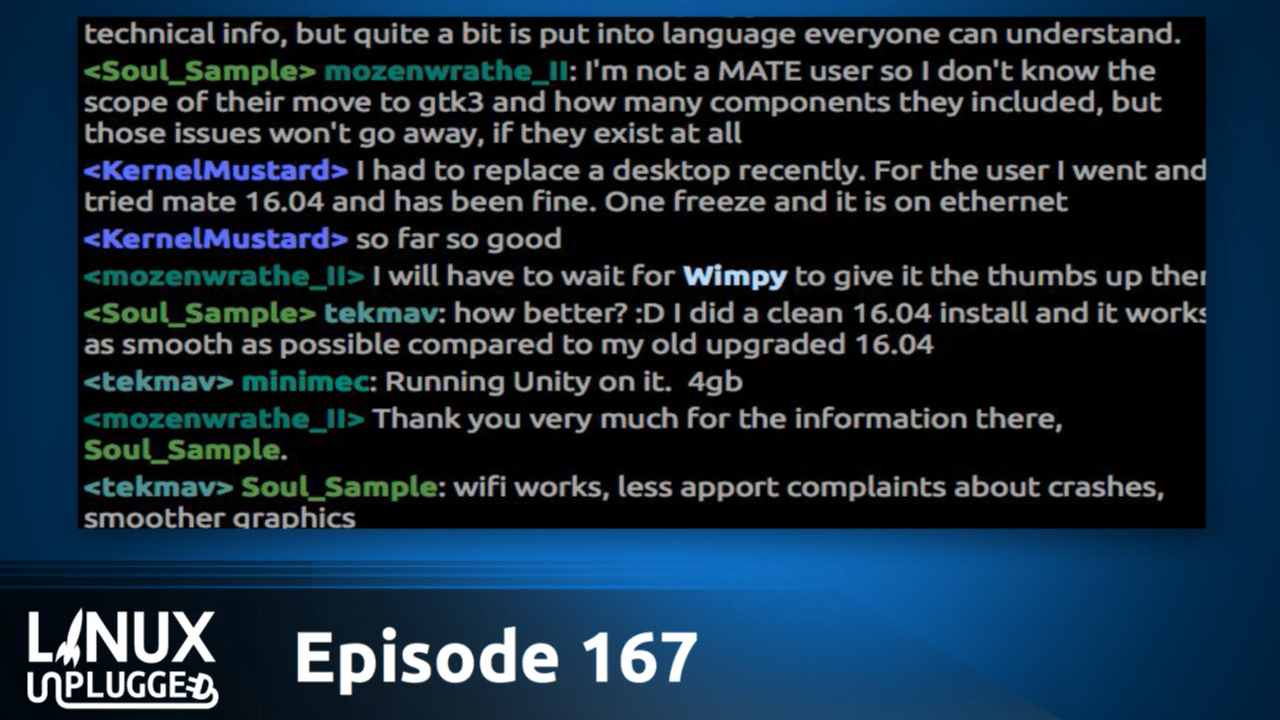 technical info, but quite a bit is put into language everyone can understand.
<Soul_Sample> mozenwrathe_II: I'm not a MATE user so I don't know the
scope of their move to gtk3 and how many components they included, but
those issues won't go away, if they exist at all
<KernelMustard> I had to replace a desktop recently. For the user I went and
tried mate 16.04 and has been fine. One freeze and it is on ethernet
<KernelMustard> so far so good
<mozenwrathe_II> I will have to wait for Wimpy to give it the thumbs up then
<Soul_Sample> tekmav: how better? :D I did a clean 16.04 install and it works
as smooth as possible compared to my old upgraded 16.04
<tekmav> minimec: Running Unity on it.  4gb
<mozenwrathe_II> Thank you very much for the information there,
Soul_Sample.
<tekmav> Soul_Sample: wifi works, less apport complaints about crashes,
smoother graphics
LINUX
UNPLUGGED
Episode 167